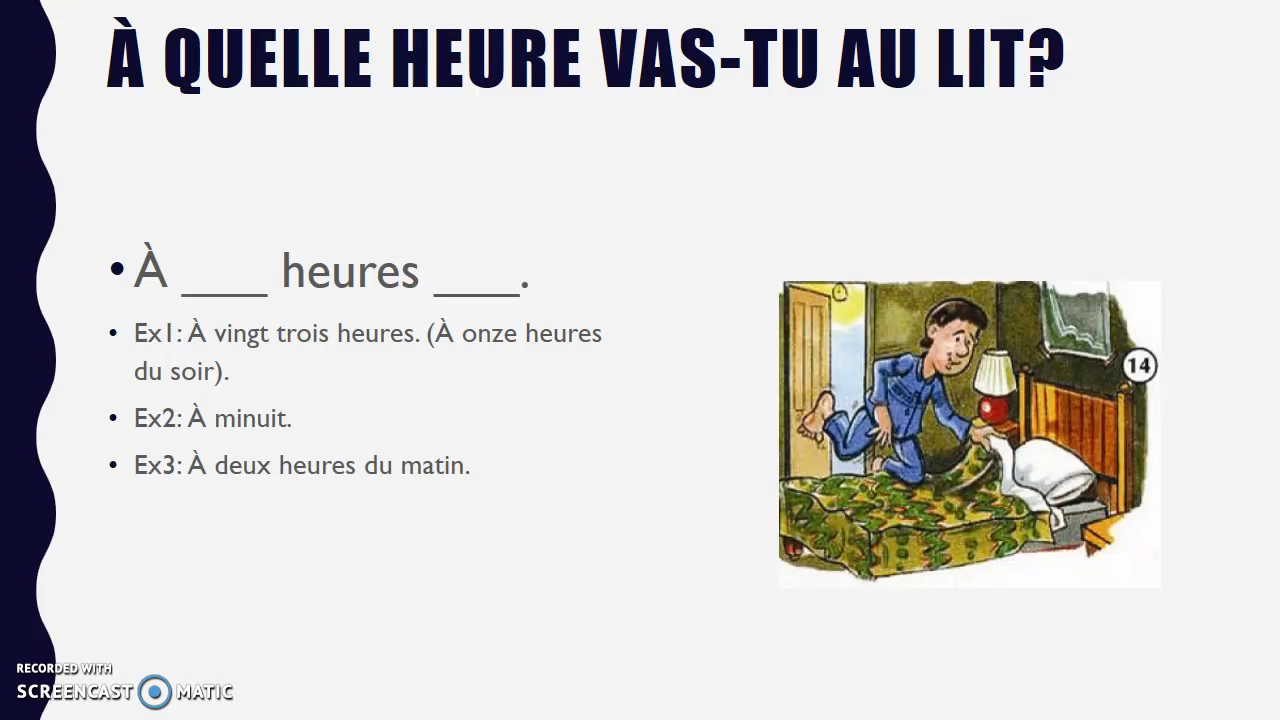 À QUELLE HEURE VAS-TU AU LIT?
• À ____ heures ____.
• Ex1: À vingt trois heures. (À onze heures
du soir).
• Ex2: À minuit.
• Ex3: À deux heures du matin.
14
RECORDED WITH
SCREENCAST MATIC